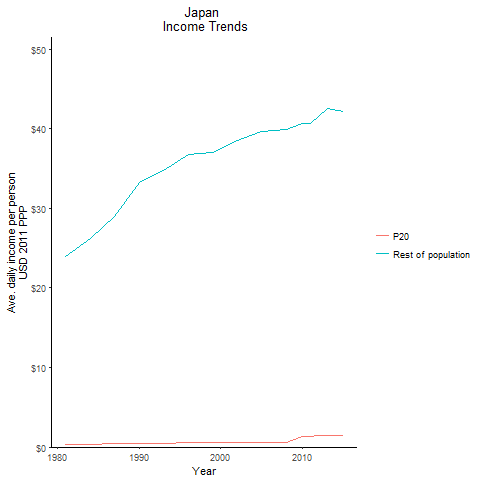 Japan
Income Trends
Ave. daily income per person
USD 2011 PPP
$50
$40
$30
$20
$10
$0
1980
1990
2000
2010
Year
P20
Rest of population